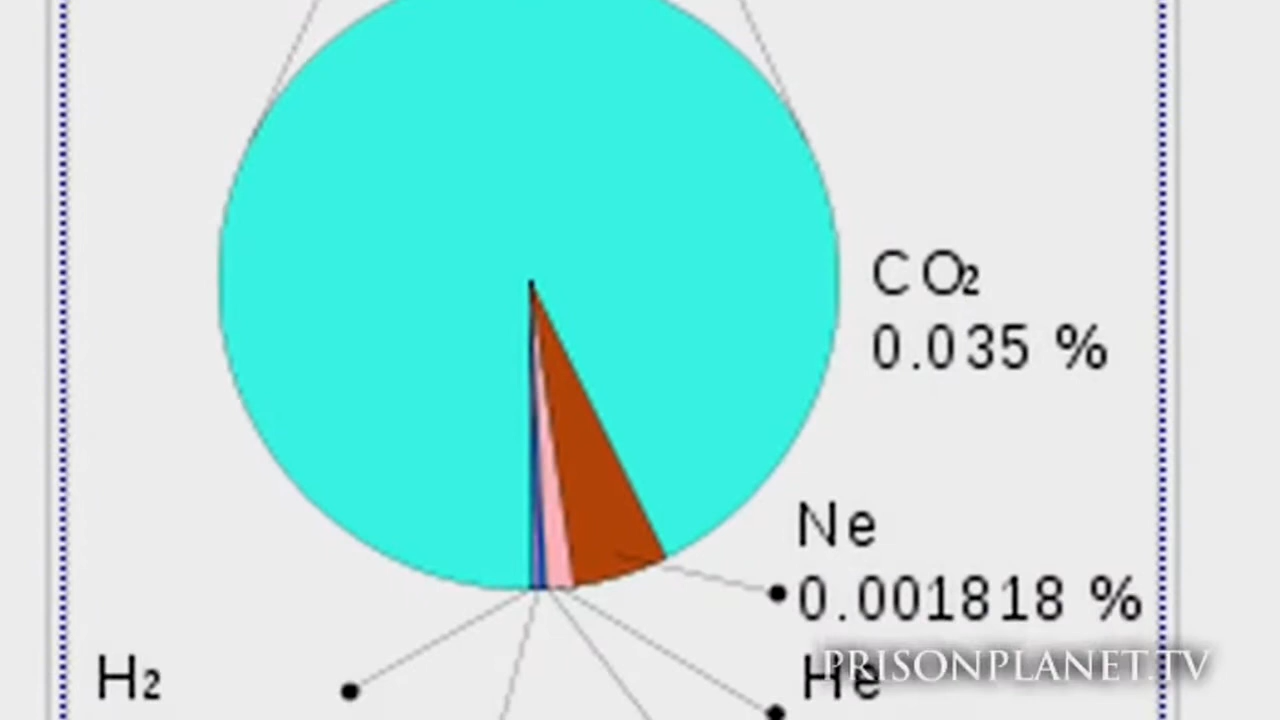 CO₂
0.035 %
Ne
0.001818 %
H₂
He
PRISONPLANET.TV